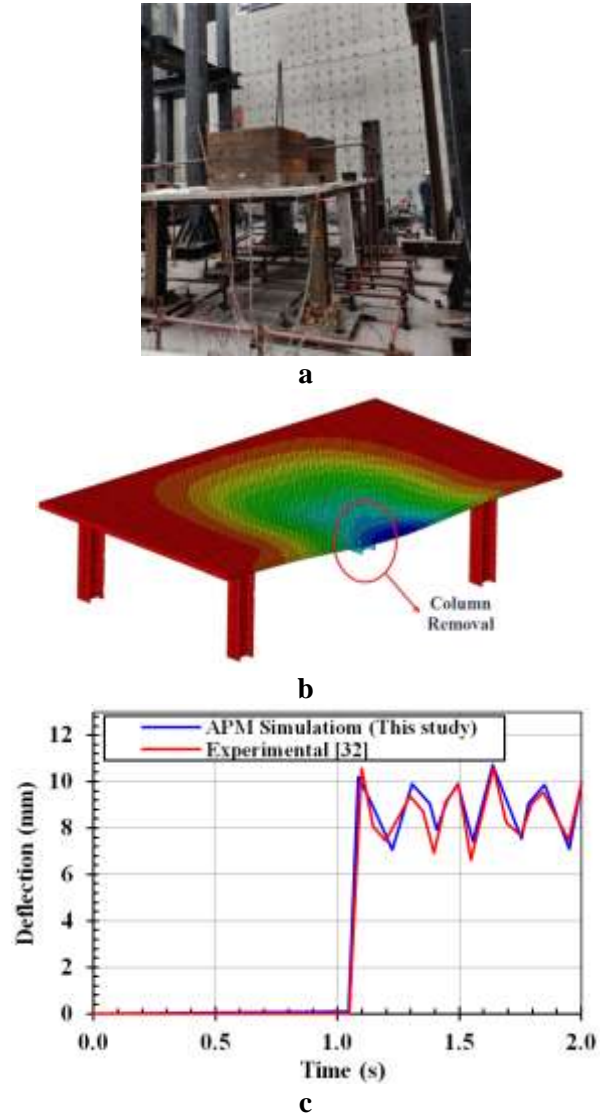 a
Column
Removal
b
APM Simulatiom (This study)
Experimental [32]
12
10
8
6
4
2
0
Deflection (mm)
0.0 0.5 1.0 1.5 2.0
Time (s)
c